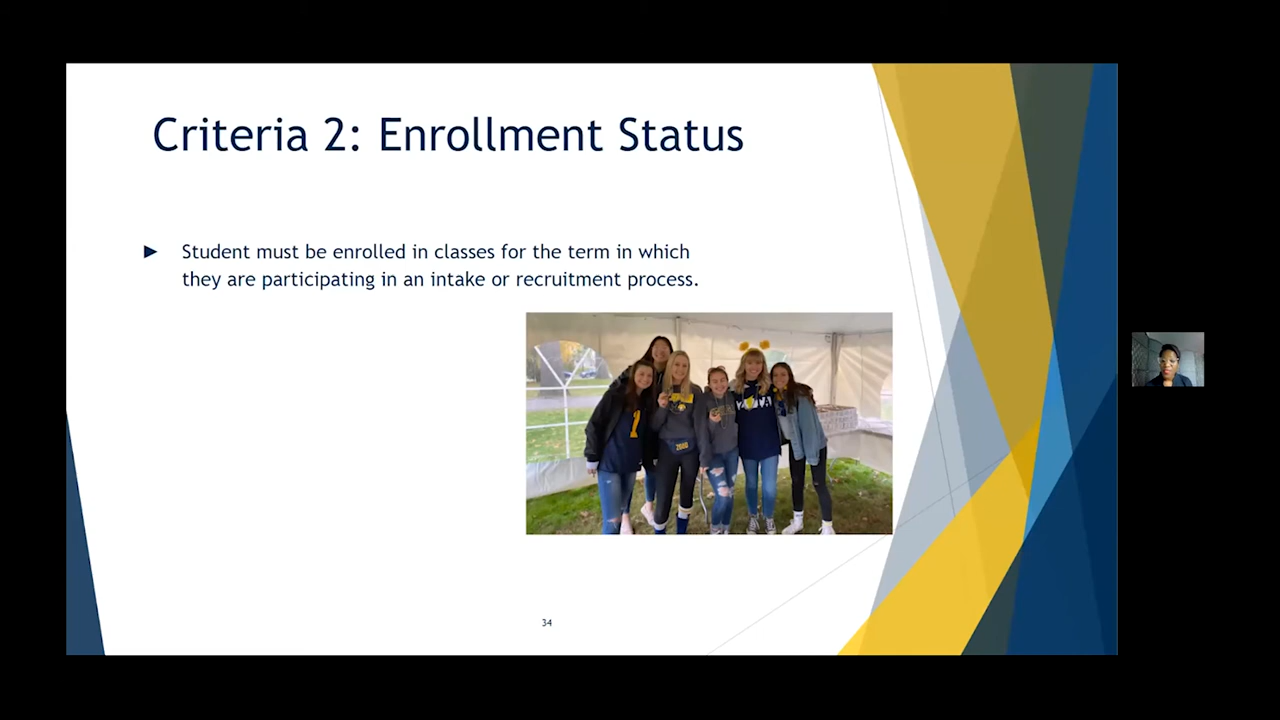 Criteria 2: Enrollment Status
► Student must be enrolled in classes for the term in which
they are participating in an intake or recruitment process.
1
34